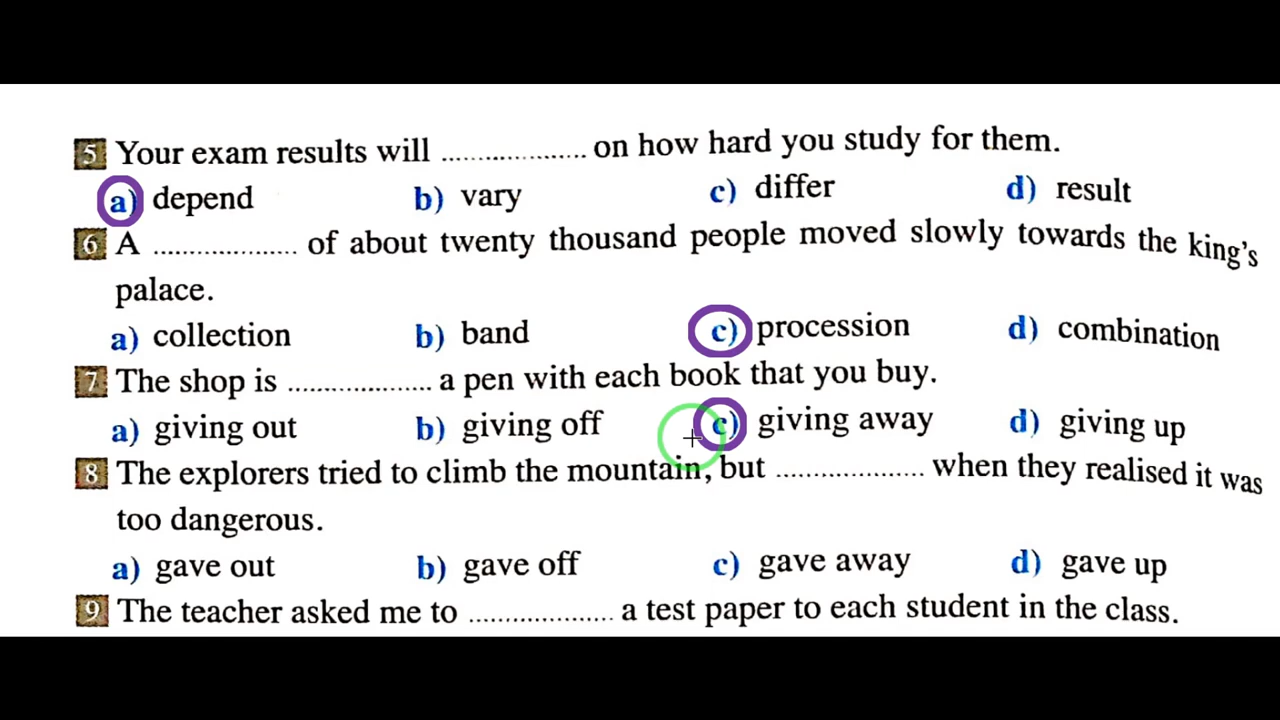 5 Your exam results will .................... on how hard you study for them.
a) depend b) vary c) differ d) result
6 A .................... of about twenty thousand people moved slowly towards the king's
palace.
a) collection b) band c) procession d) combination
7 The shop is .................... a pen with each book that you buy.
a) giving out b) giving off c) giving away d) giving up
8 The explorers tried to climb the mountain, but .................... when they realised it was
too dangerous.
a) gave out b) gave off c) gave away d) gave up
9 The teacher asked me to .................... a test paper to each student in the class.